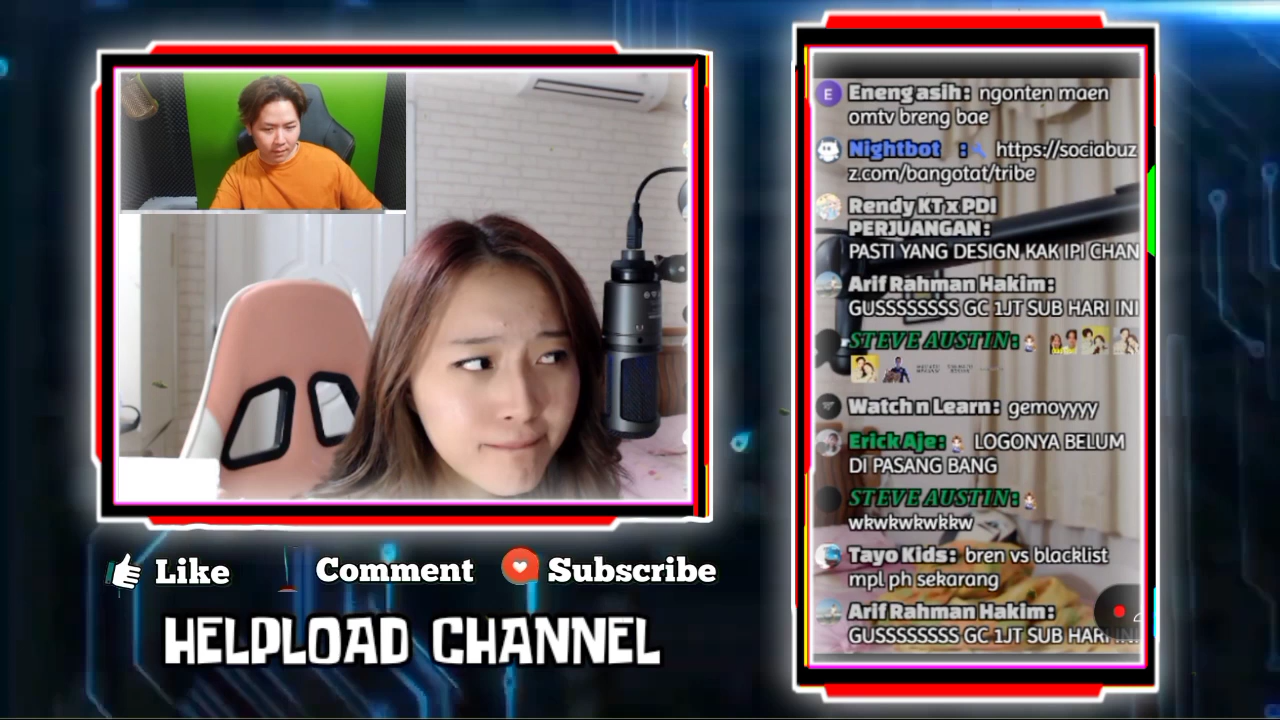 Like
Comment
Subscribe
HELPLOAD CHANNEL
E
Eneng asih: ngonten maen
omtv breng bae
Nightbot : https://sociabuz
z.com/bangotat/tribe
Rendy KT x PDI
PERJUANGAN:
PASTI YANG DESIGN KAK IPI CHAN
Arif Rahman Hakim:
GUSSSSSSSS GC 1JT SUB HARI INI
STEVE AUSTIN:
Watch n Learn: gemoyyyy
Erick Aje: LOGONYA BELUM
DI PASANG BANG
STEVE AUSTIN:
wkwkwkwkkw
Tayo Kids: bren vs blacklist
mpl ph sekarang
Arif Rahman Hakim:
GUSSSSSSSS GC 1JT SUB HARI INI